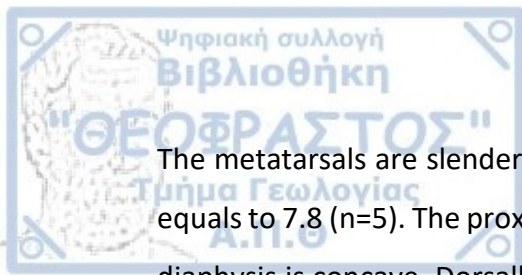 Ψηφιακή συλλογή
Βιβλιοθήκη
"ΘΕΟΦΡΑΣΤΟΣ"
The metatarsals are slender
Τμήμα Γεωλογίας
equals to 7.8 (n=5). The prox
Α.Π.Θ
diaphysis is concave. Dorsall